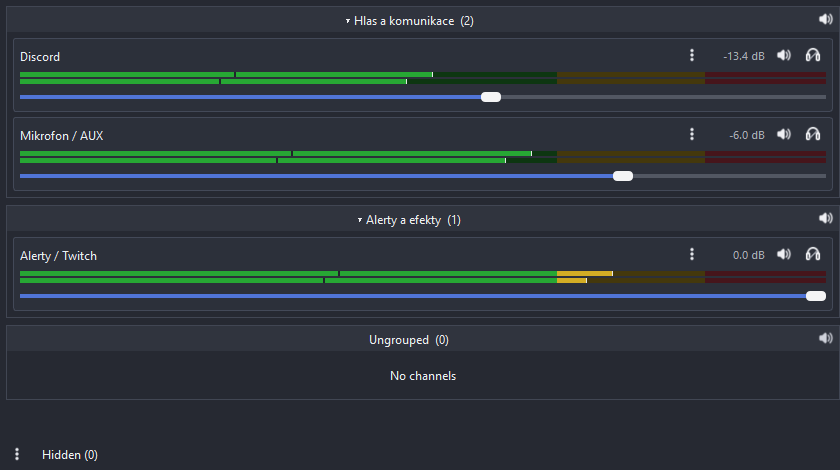 Hlas a komunikace (2)
Discord -13.4 dB
Mikrofon / AUX -6.0 dB
Alerty a efekty (1)
Alerty / Twitch 0.0 dB
Ungrouped (0)
No channels
Hidden (0)